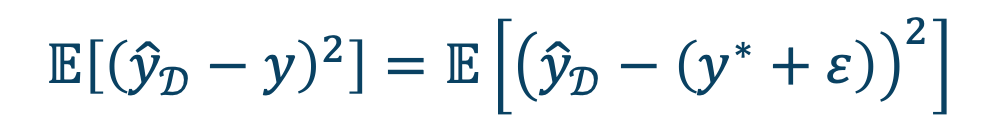 𝔼[(ŷ_𝒟 − y)²] = 𝔼[(ŷ_𝒟 − (y* + ε))²]